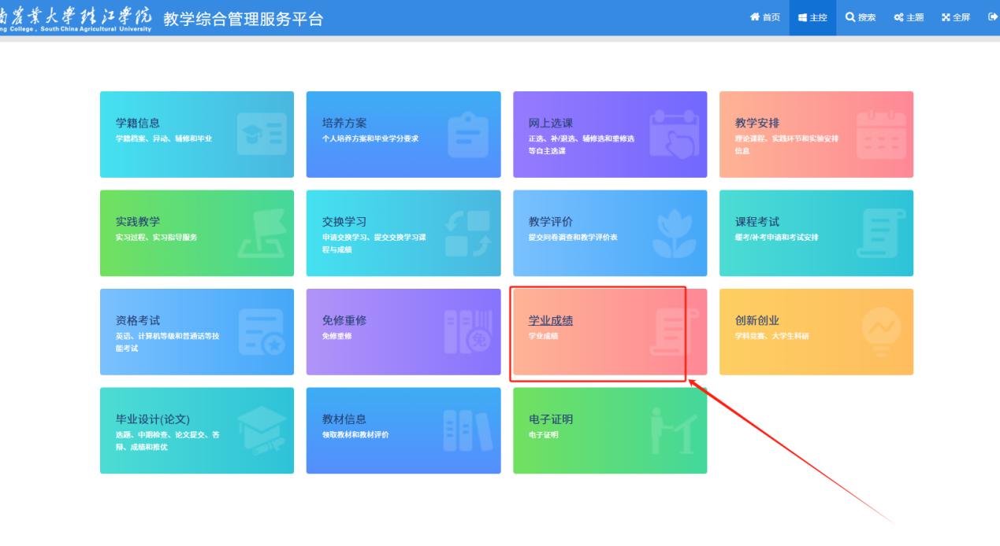 南农业大学珠江学院 教学综合管理服务平台
ng College , South China Agricultural University
首页 主控 搜索 主题 全屏
学籍信息
学籍档案、异动、辅修和毕业
培养方案
个人培养方案和毕业学分要求
网上选课
正选、补/退选、辅修选和重修选
等自主选课
教学安排
理论课程、实践环节和实验安排
信息
实践教学
实习过程、实习指导服务
交换学习
申请交换学习、提交交换学习课
程与成绩
教学评价
提交问卷调查和教学评价表
课程考试
缓考/补考申请和考试安排
资格考试
英语、计算机等级和普通话等技
能考试
免修重修
免修重修
免
学业成绩
学业成绩
创新创业
学科竞赛、大学生科研
毕业设计(论文)
选题、中期检查、论文提交、答
辩、成绩和推优
教材信息
领取教材和教材评价
电子证明
电子证明